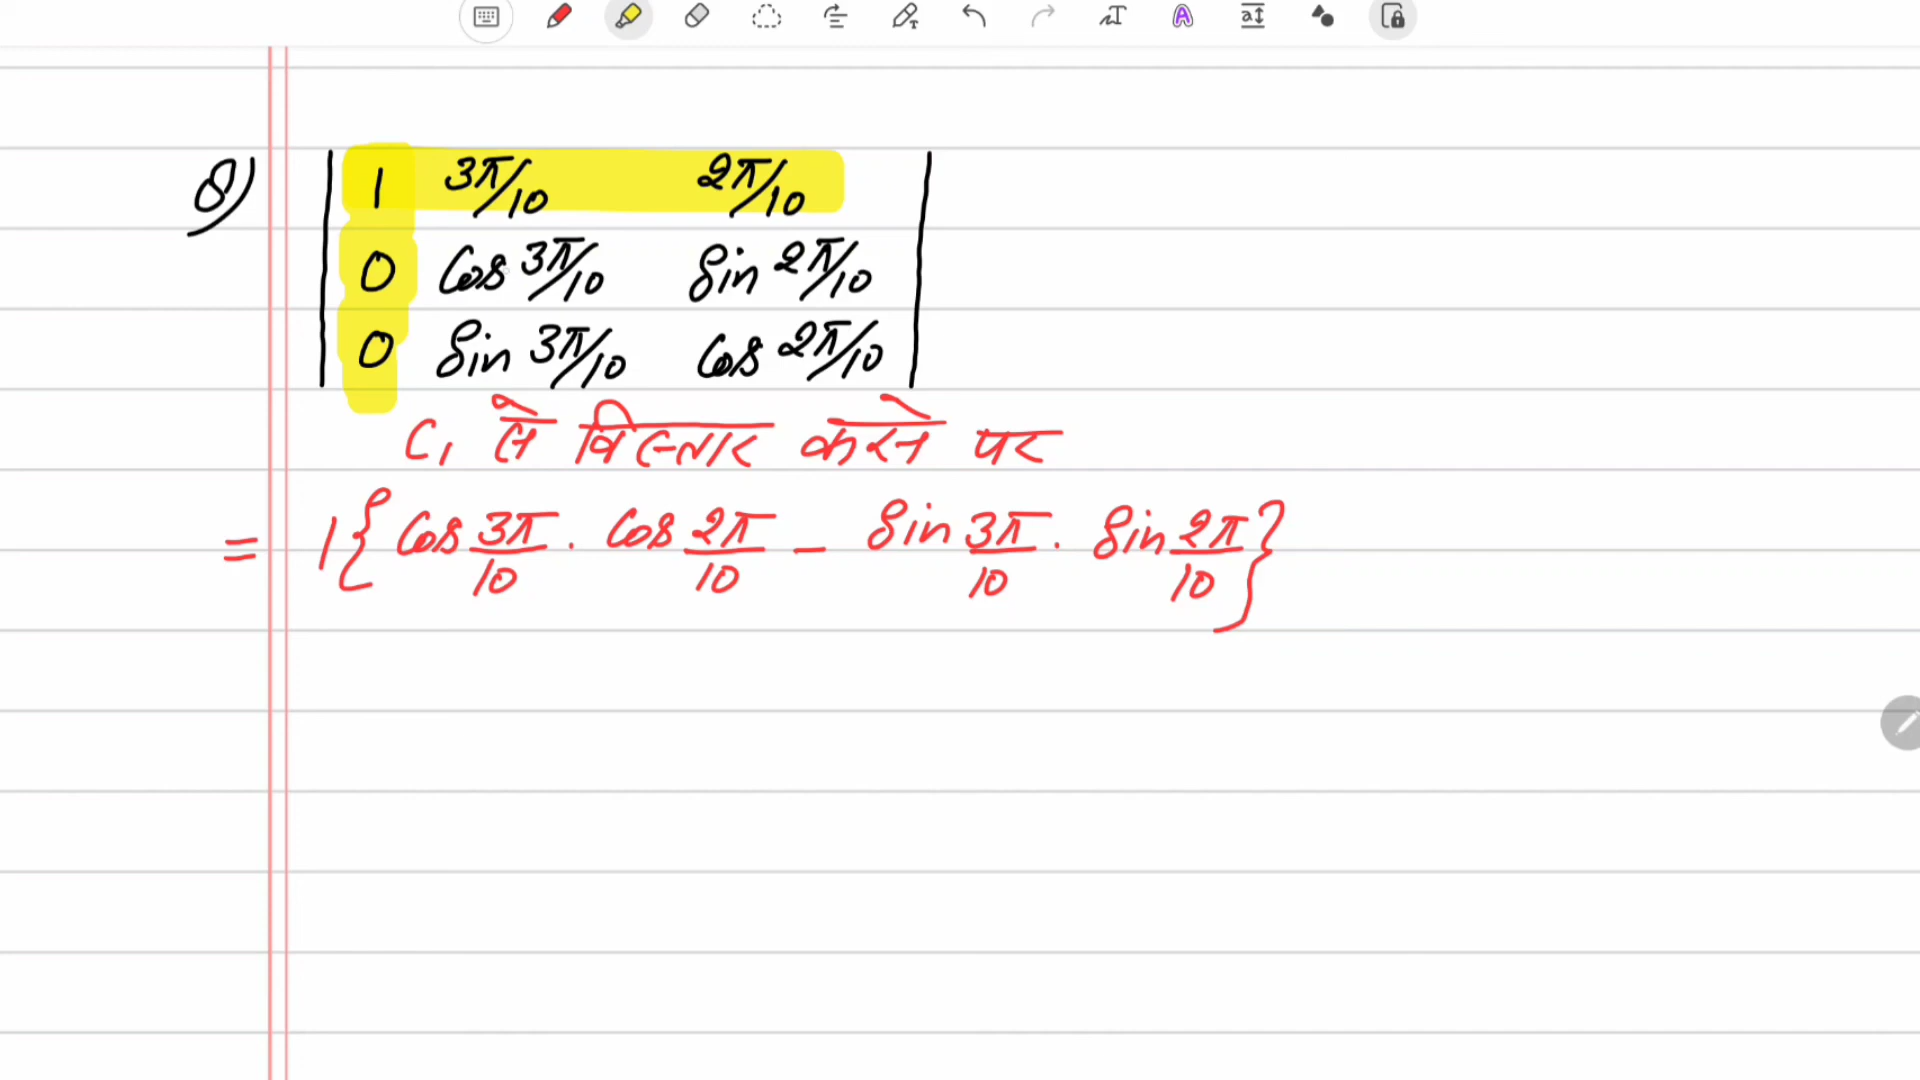 8) | 1 3π/10 2π/10 |
| 0 cos 3π/10 sin 2π/10 |
| 0 sin 3π/10 cos 2π/10 |
C₁ से विस्तार करने पर
= 1{cos 3π/10 . cos 2π/10 - sin 3π/10 . sin 2π/10}